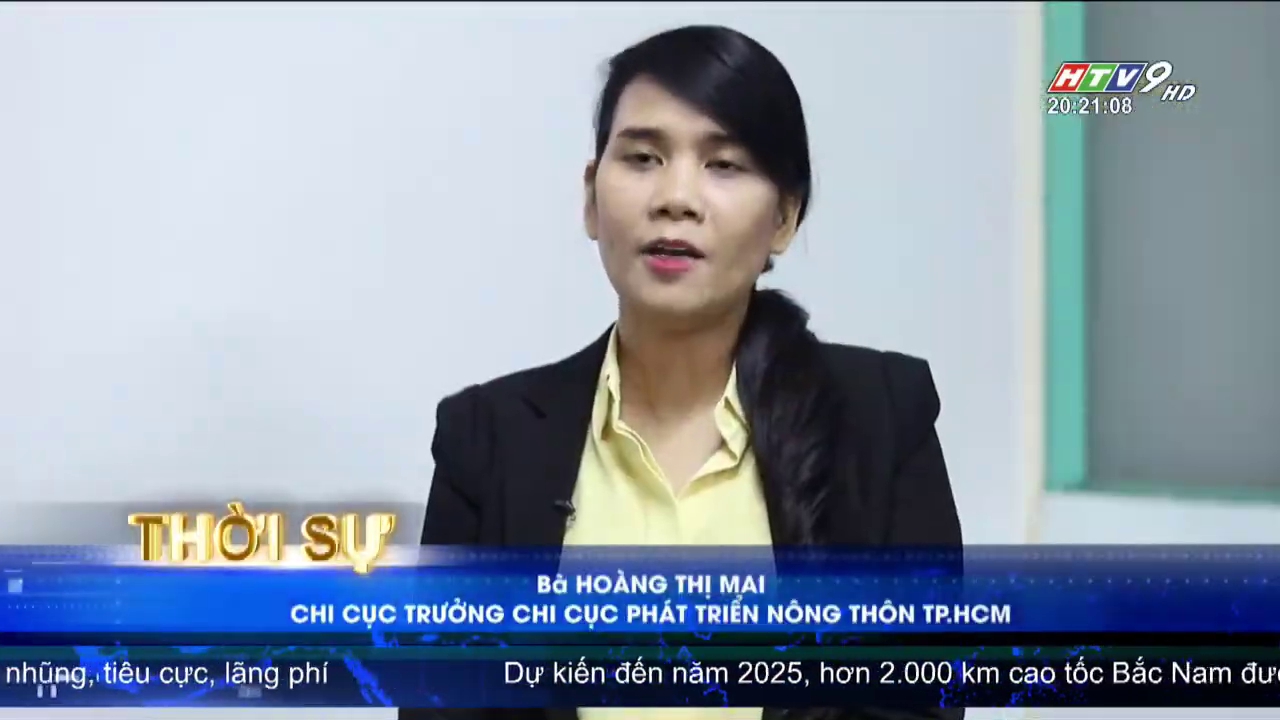 HTV9 HD
20:21:08
THỜI SỰ
Bà HOÀNG THỊ MAI
CHI CỤC TRƯỞNG CHI CỤC PHÁT TRIỂN NÔNG THÔN TP.HCM
nhũng, tiêu cực, lãng phí Dự kiến đến năm 2025, hơn 2.000 km cao tốc Bắc Nam đưu